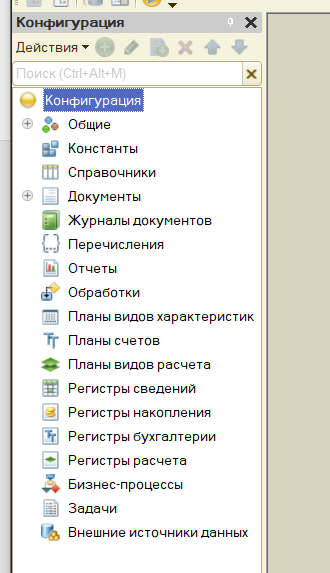 Конфигурация
Действия
Поиск (Ctrl+Alt+M)
Конфигурация
Общие
Константы
Справочники
Документы
Журналы документов
Перечисления
Отчеты
Обработки
Планы видов характеристик
Планы счетов
Планы видов расчета
Регистры сведений
Регистры накопления
Регистры бухгалтерии
Регистры расчета
Бизнес-процессы
Задачи
Внешние источники данных